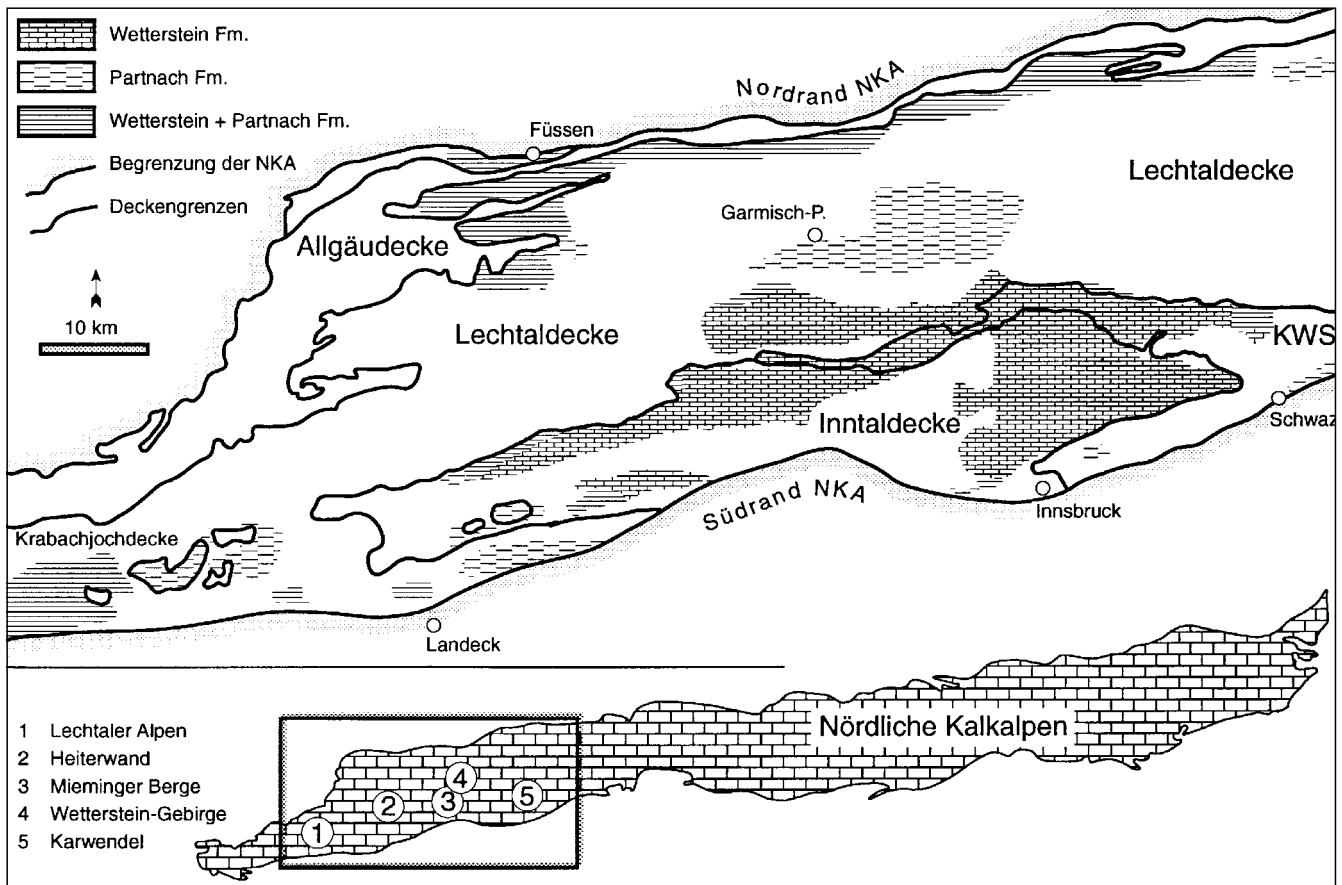 Wetterstein Fm.
Partnach Fm.
Wetterstein + Partnach Fm.
Begrenzung der NKA
Deckengrenzen
10 km
Nordrand NKA
Füssen
Lechtaldecke
Garmisch-P.
Allgäudecke
Lechtaldecke
KWS
Inntaldecke
Schwaz
Südrand NKA
Innsbruck
Krabachjochdecke
Landeck
1 Lechtaler Alpen
2 Heiterwand
3 Mieminger Berge
4 Wetterstein-Gebirge
5 Karwendel
Nördliche Kalkalpen
4
2
3
5
1